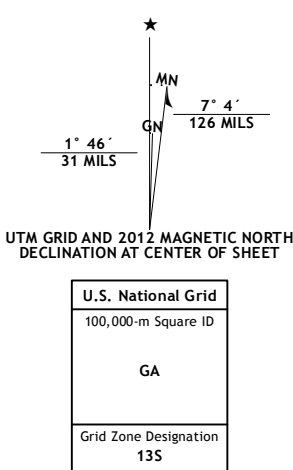 ★
MN
GN
7° 4´
126 MILS
1° 46´
31 MILS
UTM GRID AND 2012 MAGNETIC NORTH
DECLINATION AT CENTER OF SHEET
U.S. National Grid
100,000-m Square ID
GA
Grid Zone Designation
13S